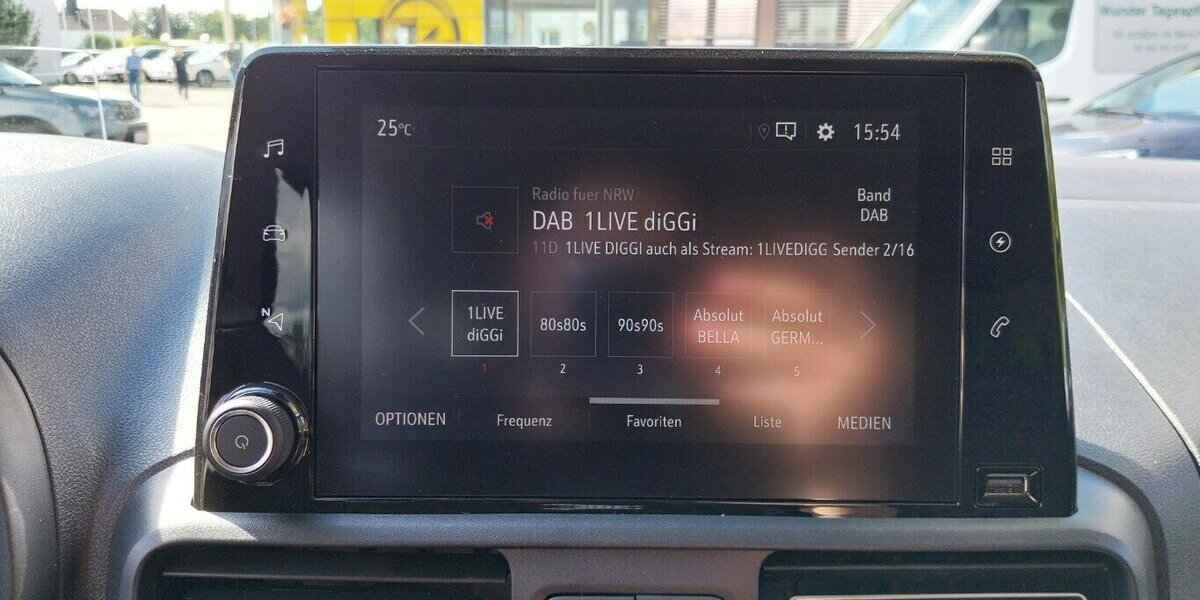 Wunder Tagesp
25°C
15:54
Radio fuer NRW
Band
DAB 1LIVE diGGi
DAB
11D 1LIVE DIGGI auch als Stream: 1LIVEDIGG Sender 2/16
1LIVE
diGGi
80s80s
90s90s
Absolut
BELLA
Absolut
GERM...
1 2 3 4 5
N
OPTIONEN Frequenz Favoriten Liste MEDIEN